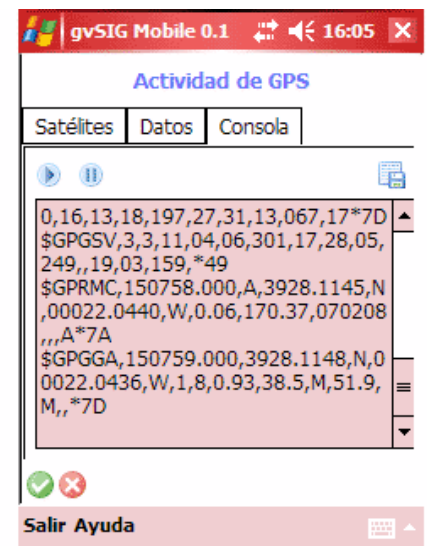 gvSIG Mobile 0.1 16:05
Actividad de GPS
Satélites Datos Consola
0,16,13,18,197,27,31,13,067,17*7D
$GPGSV,3,3,11,04,06,301,17,28,05,
249,,19,03,159,*49
$GPRMC,150758.000,A,3928.1145,N
,00022.0440,W,0.06,170.37,070208
,,,A*7A
$GPGGA,150759.000,3928.1148,N,0
0022.0436,W,1,8,0.93,38.5,M,51.9,
M,,*7D
Salir Ayuda